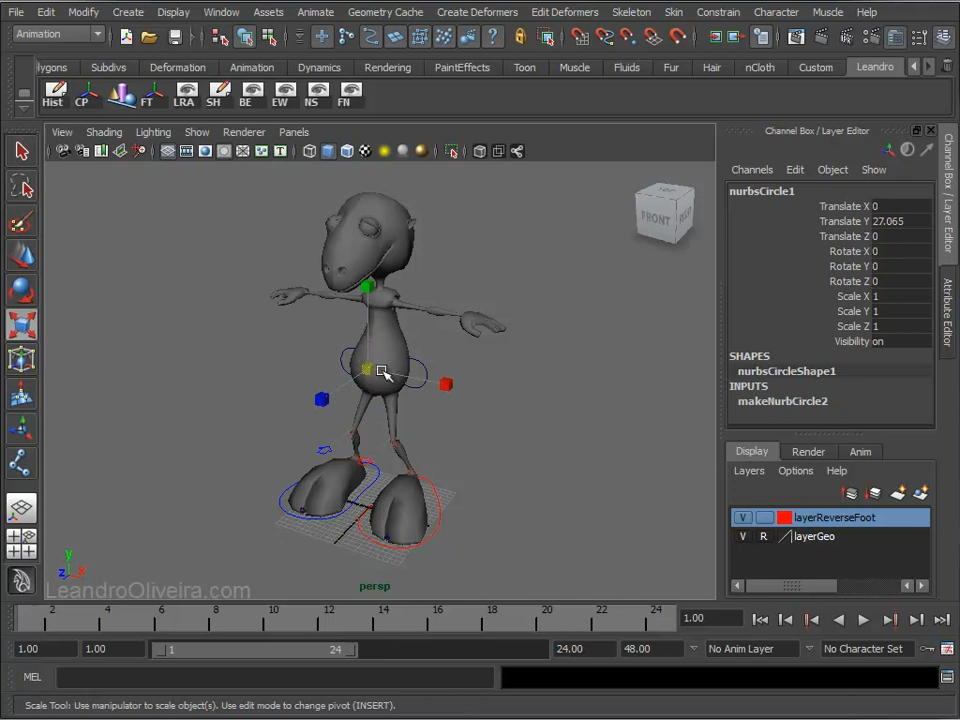 File Edit Modify Create Display Window Assets Animate Geometry Cache Create Deformers Edit Deformers Skeleton Skin Constrain Character Muscle Help
Animation
olygons Subdivs Deformation Animation Dynamics Rendering PaintEffects Toon Muscle Fluids Fur Hair nCloth Custom Leandro
Hist CP FT LRA SH BE EW NS FN
View Shading Lighting Show Renderer Panels
Channel Box / Layer Editor
Channels Edit Object Show
nurbsCircle1
Translate X 0
Translate Y 27.065
Translate Z 0
Rotate X 0
Rotate Y 0
Rotate Z 0
Scale X 1
Scale Y 1
Scale Z 1
Visibility on
SHAPES
nurbsCircleShape1
INPUTS
makeNurbCircle2
Channel Box / Layer Editor
Attribute Editor
FRONT
Display Render Anim
Layers Options Help
V layerReverseFoot
V R layerGeo
y
z x
persp
LeandroOliveira.com
2 4 6 8 10 12 14 16 18 20 22 24
1.00
1.00 1.00 1 24 24.00 48.00 No Anim Layer No Character Set
MEL
Scale Tool: Use manipulator to scale object(s). Use edit mode to change pivot (INSERT).